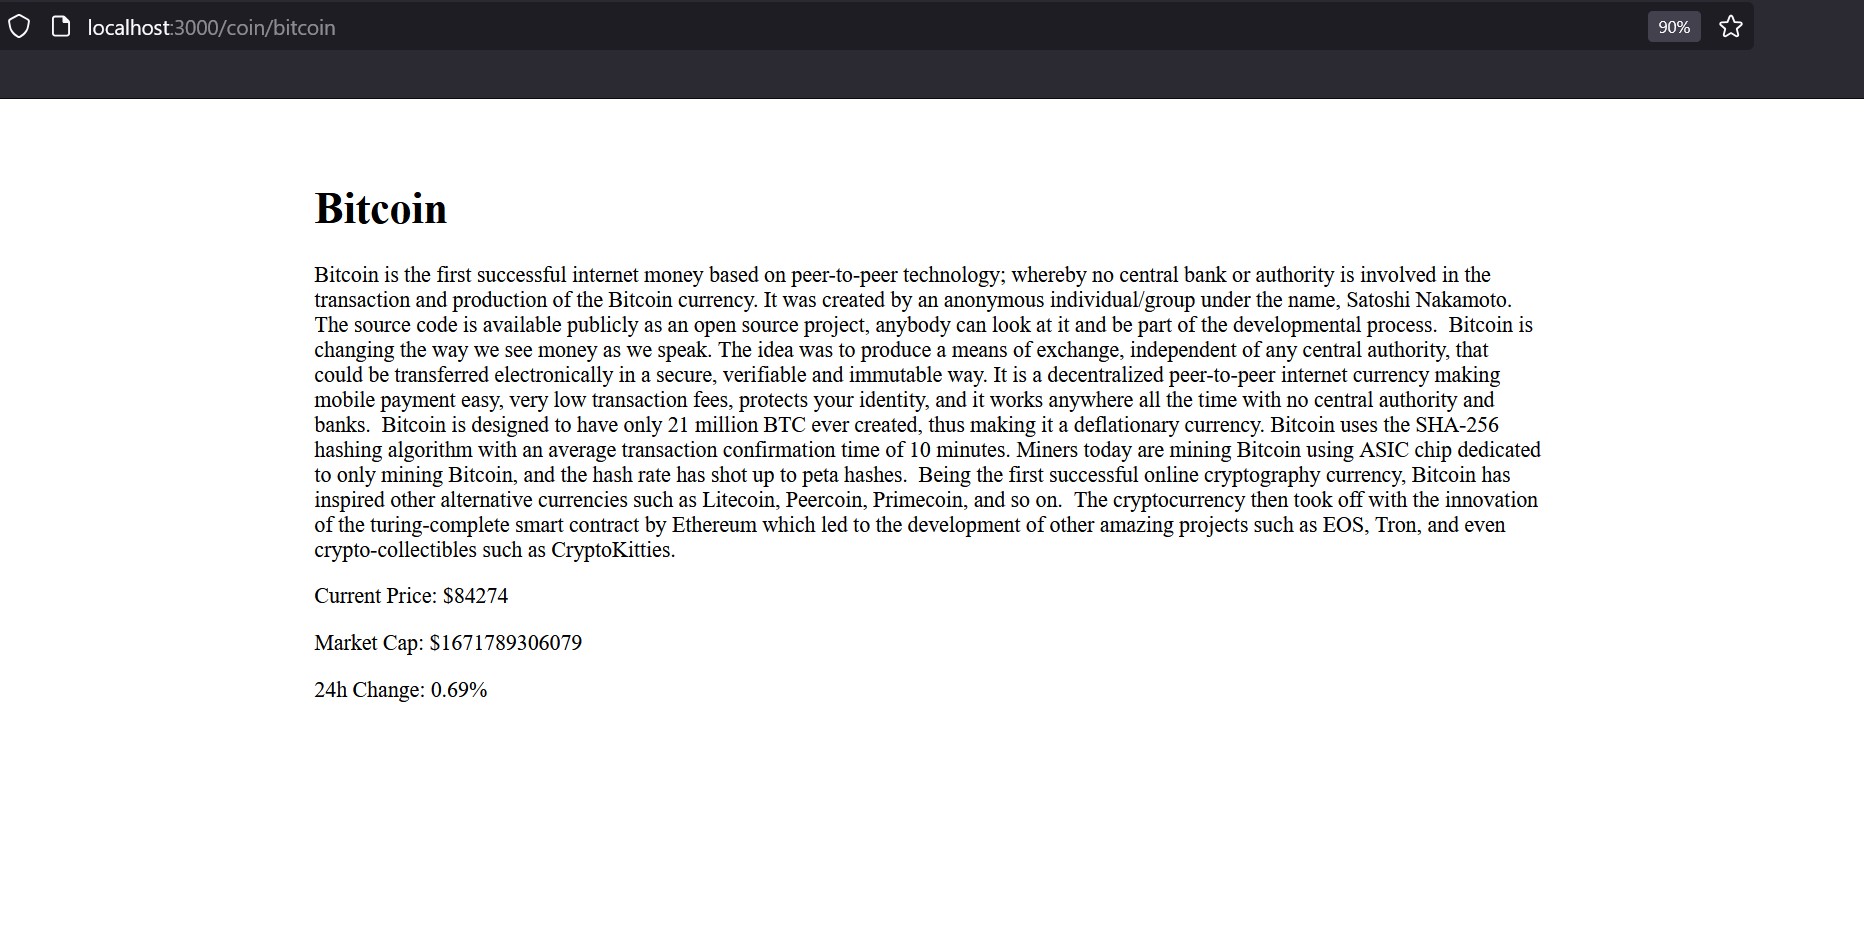 localhost:3000/coin/bitcoin
90%
Bitcoin
Bitcoin is the first successful internet money based on peer-to-peer technology; whereby no central bank or authority is involved in the
transaction and production of the Bitcoin currency. It was created by an anonymous individual/group under the name, Satoshi Nakamoto.
The source code is available publicly as an open source project, anybody can look at it and be part of the developmental process.  Bitcoin is
changing the way we see money as we speak. The idea was to produce a means of exchange, independent of any central authority, that
could be transferred electronically in a secure, verifiable and immutable way. It is a decentralized peer-to-peer internet currency making
mobile payment easy, very low transaction fees, protects your identity, and it works anywhere all the time with no central authority and
banks.  Bitcoin is designed to have only 21 million BTC ever created, thus making it a deflationary currency. Bitcoin uses the SHA-256
hashing algorithm with an average transaction confirmation time of 10 minutes. Miners today are mining Bitcoin using ASIC chip dedicated
to only mining Bitcoin, and the hash rate has shot up to peta hashes.  Being the first successful online cryptography currency, Bitcoin has
inspired other alternative currencies such as Litecoin, Peercoin, Primecoin, and so on.  The cryptocurrency then took off with the innovation
of the turing-complete smart contract by Ethereum which led to the development of other amazing projects such as EOS, Tron, and even
crypto-collectibles such as CryptoKitties.
Current Price: $84274
Market Cap: $1671789306079
24h Change: 0.69%